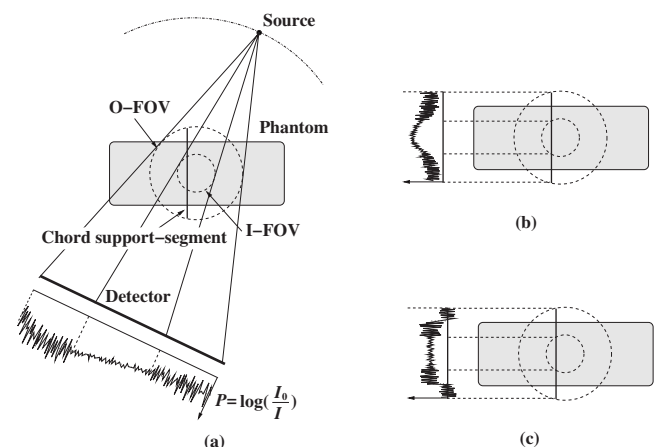 Source
O−FOV
Phantom
Chord support−segment
I−FOV
Detector
P=log(I₀/I)
(a)
(b)
(c)